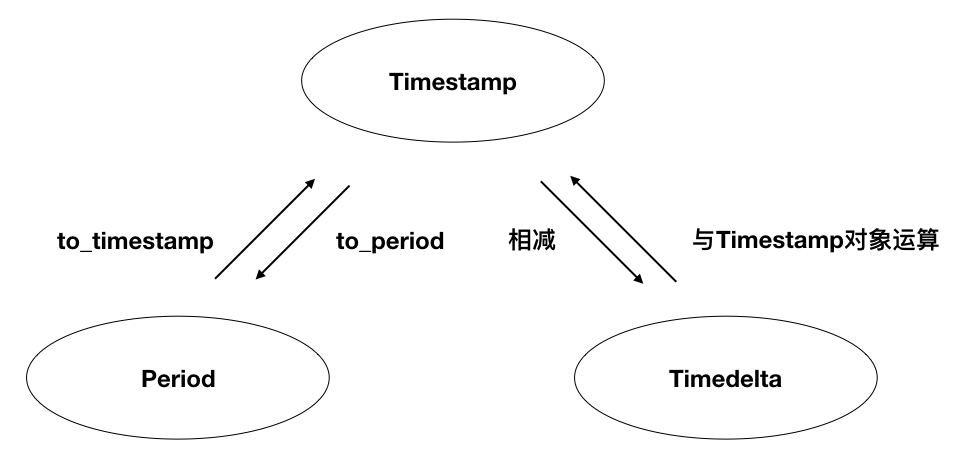 Timestamp
to_timestamp
to_period
相减
与Timestamp对象运算
Period
Timedelta